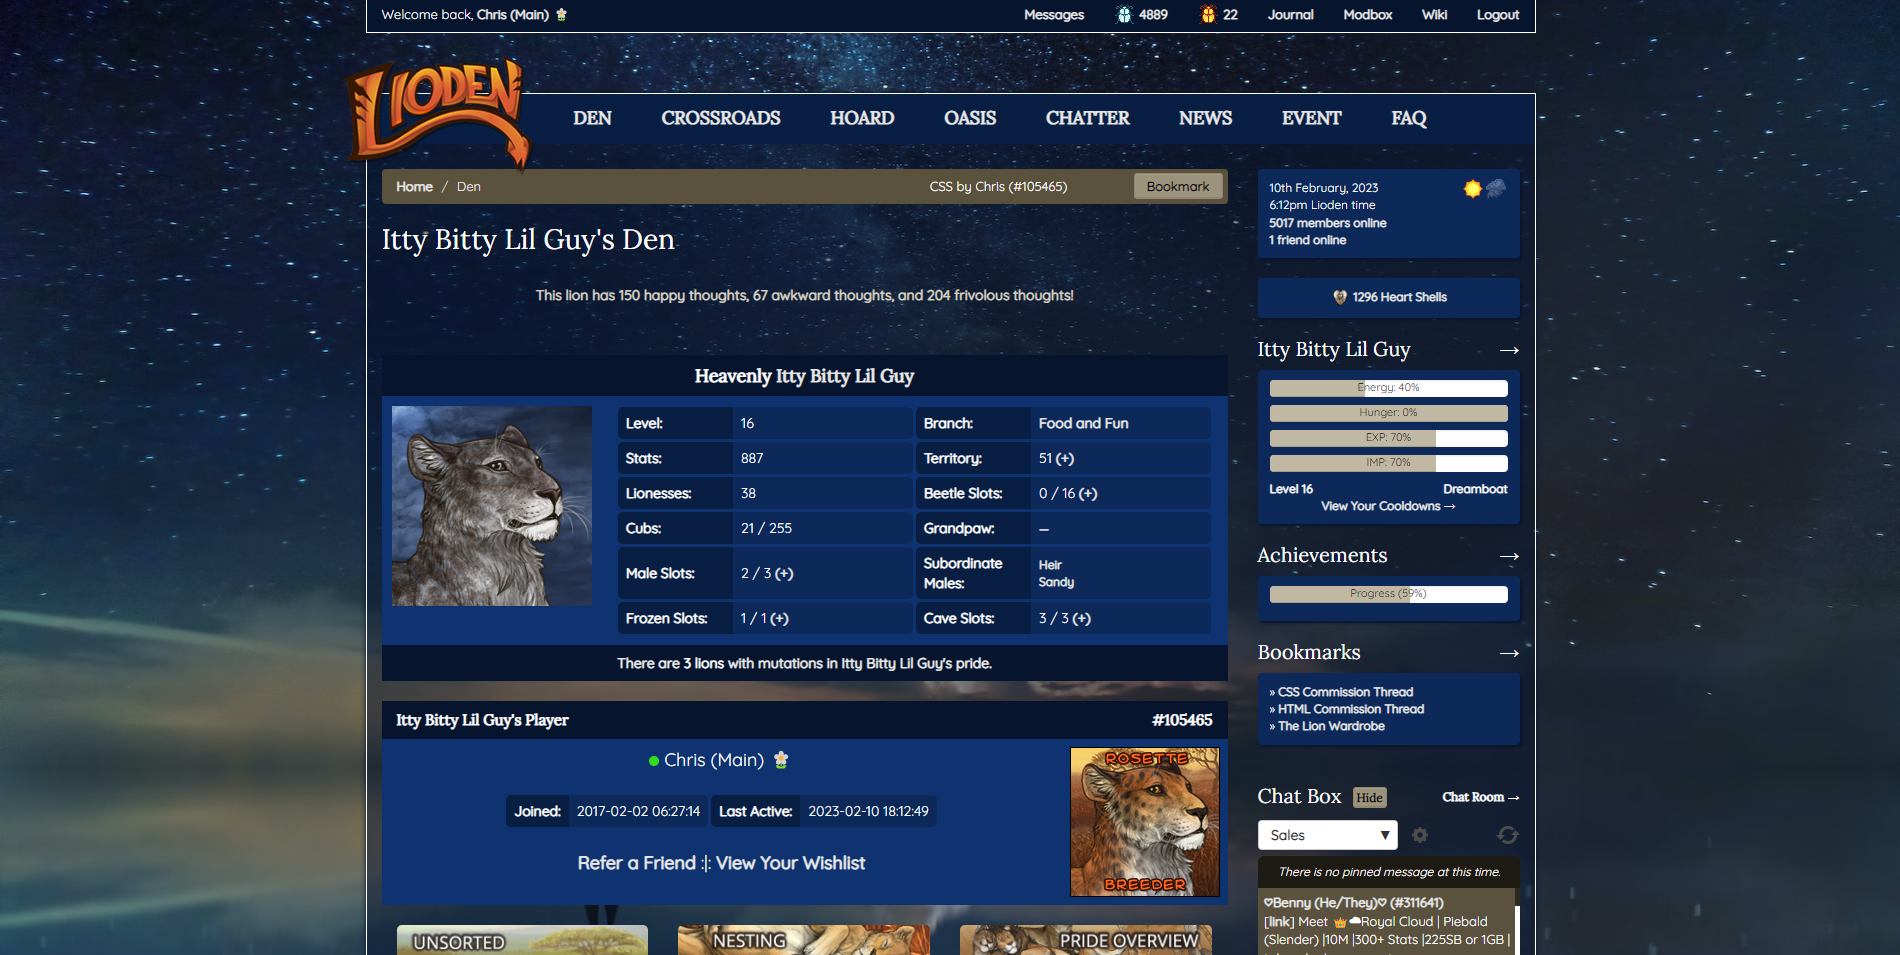 Welcome back, Chris (Main)
Messages 4889 22 Journal Modbox Wiki Logout
LIODEN
DEN CROSSROADS HOARD OASIS CHATTER NEWS EVENT FAQ
Home / Den CSS by Chris (#105465) Bookmark
Itty Bitty Lil Guy's Den
This lion has 150 happy thoughts, 67 awkward thoughts, and 204 frivolous thoughts!
Heavenly Itty Bitty Lil Guy
Level: 16 Branch: Food and Fun
Stats: 887 Territory: 51 (+)
Lionesses: 38 Beetle Slots: 0 / 16 (+)
Cubs: 21 / 255 Grandpaw: —
Male Slots: 2 / 3 (+) Subordinate Males: Heir
Sandy
Frozen Slots: 1 / 1 (+) Cave Slots: 3 / 3 (+)
There are 3 lions with mutations in Itty Bitty Lil Guy's pride.
Itty Bitty Lil Guy's Player #105465
Chris (Main)
Joined: 2017-02-02 06:27:14 Last Active: 2023-02-10 18:12:49
Refer a Friend :|: View Your Wishlist
ROSETTE
BREEDER
UNSORTED NESTING PRIDE OVERVIEW
10th February, 2023
6:12pm Lioden time
5017 members online
1 friend online
1296 Heart Shells
Itty Bitty Lil Guy →
Energy: 40%
Hunger: 0%
EXP: 70%
IMP: 70%
Level 16 Dreamboat
View Your Cooldowns →
Achievements →
Progress (59%)
Bookmarks →
» CSS Commission Thread
» HTML Commission Thread
» The Lion Wardrobe
Chat Box Hide Chat Room →
Sales ▼
There is no pinned message at this time.
♡Benny (He/They)♡ (#311641)
[link] Meet 👑☁Royal Cloud | Piebald
(Slender) |10M |300+ Stats |225SB or 1GB |